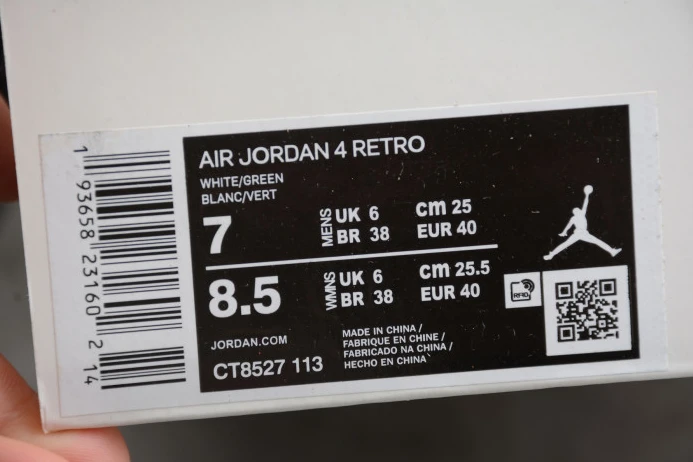 AIR JORDAN 4 RETRO
WHITE/GREEN
BLANC/VERT
7 MENS UK 6 cm 25
BR 38 EUR 40
8.5 WMNS UK 6 cm 25.5
BR 38 EUR 40
RFID
JORDAN.COM
CT8527 113
MADE IN CHINA /
FABRIQUE EN CHINE /
FABRICADO NA CHINA /
HECHO EN CHINA
1 93658 23160 2 14